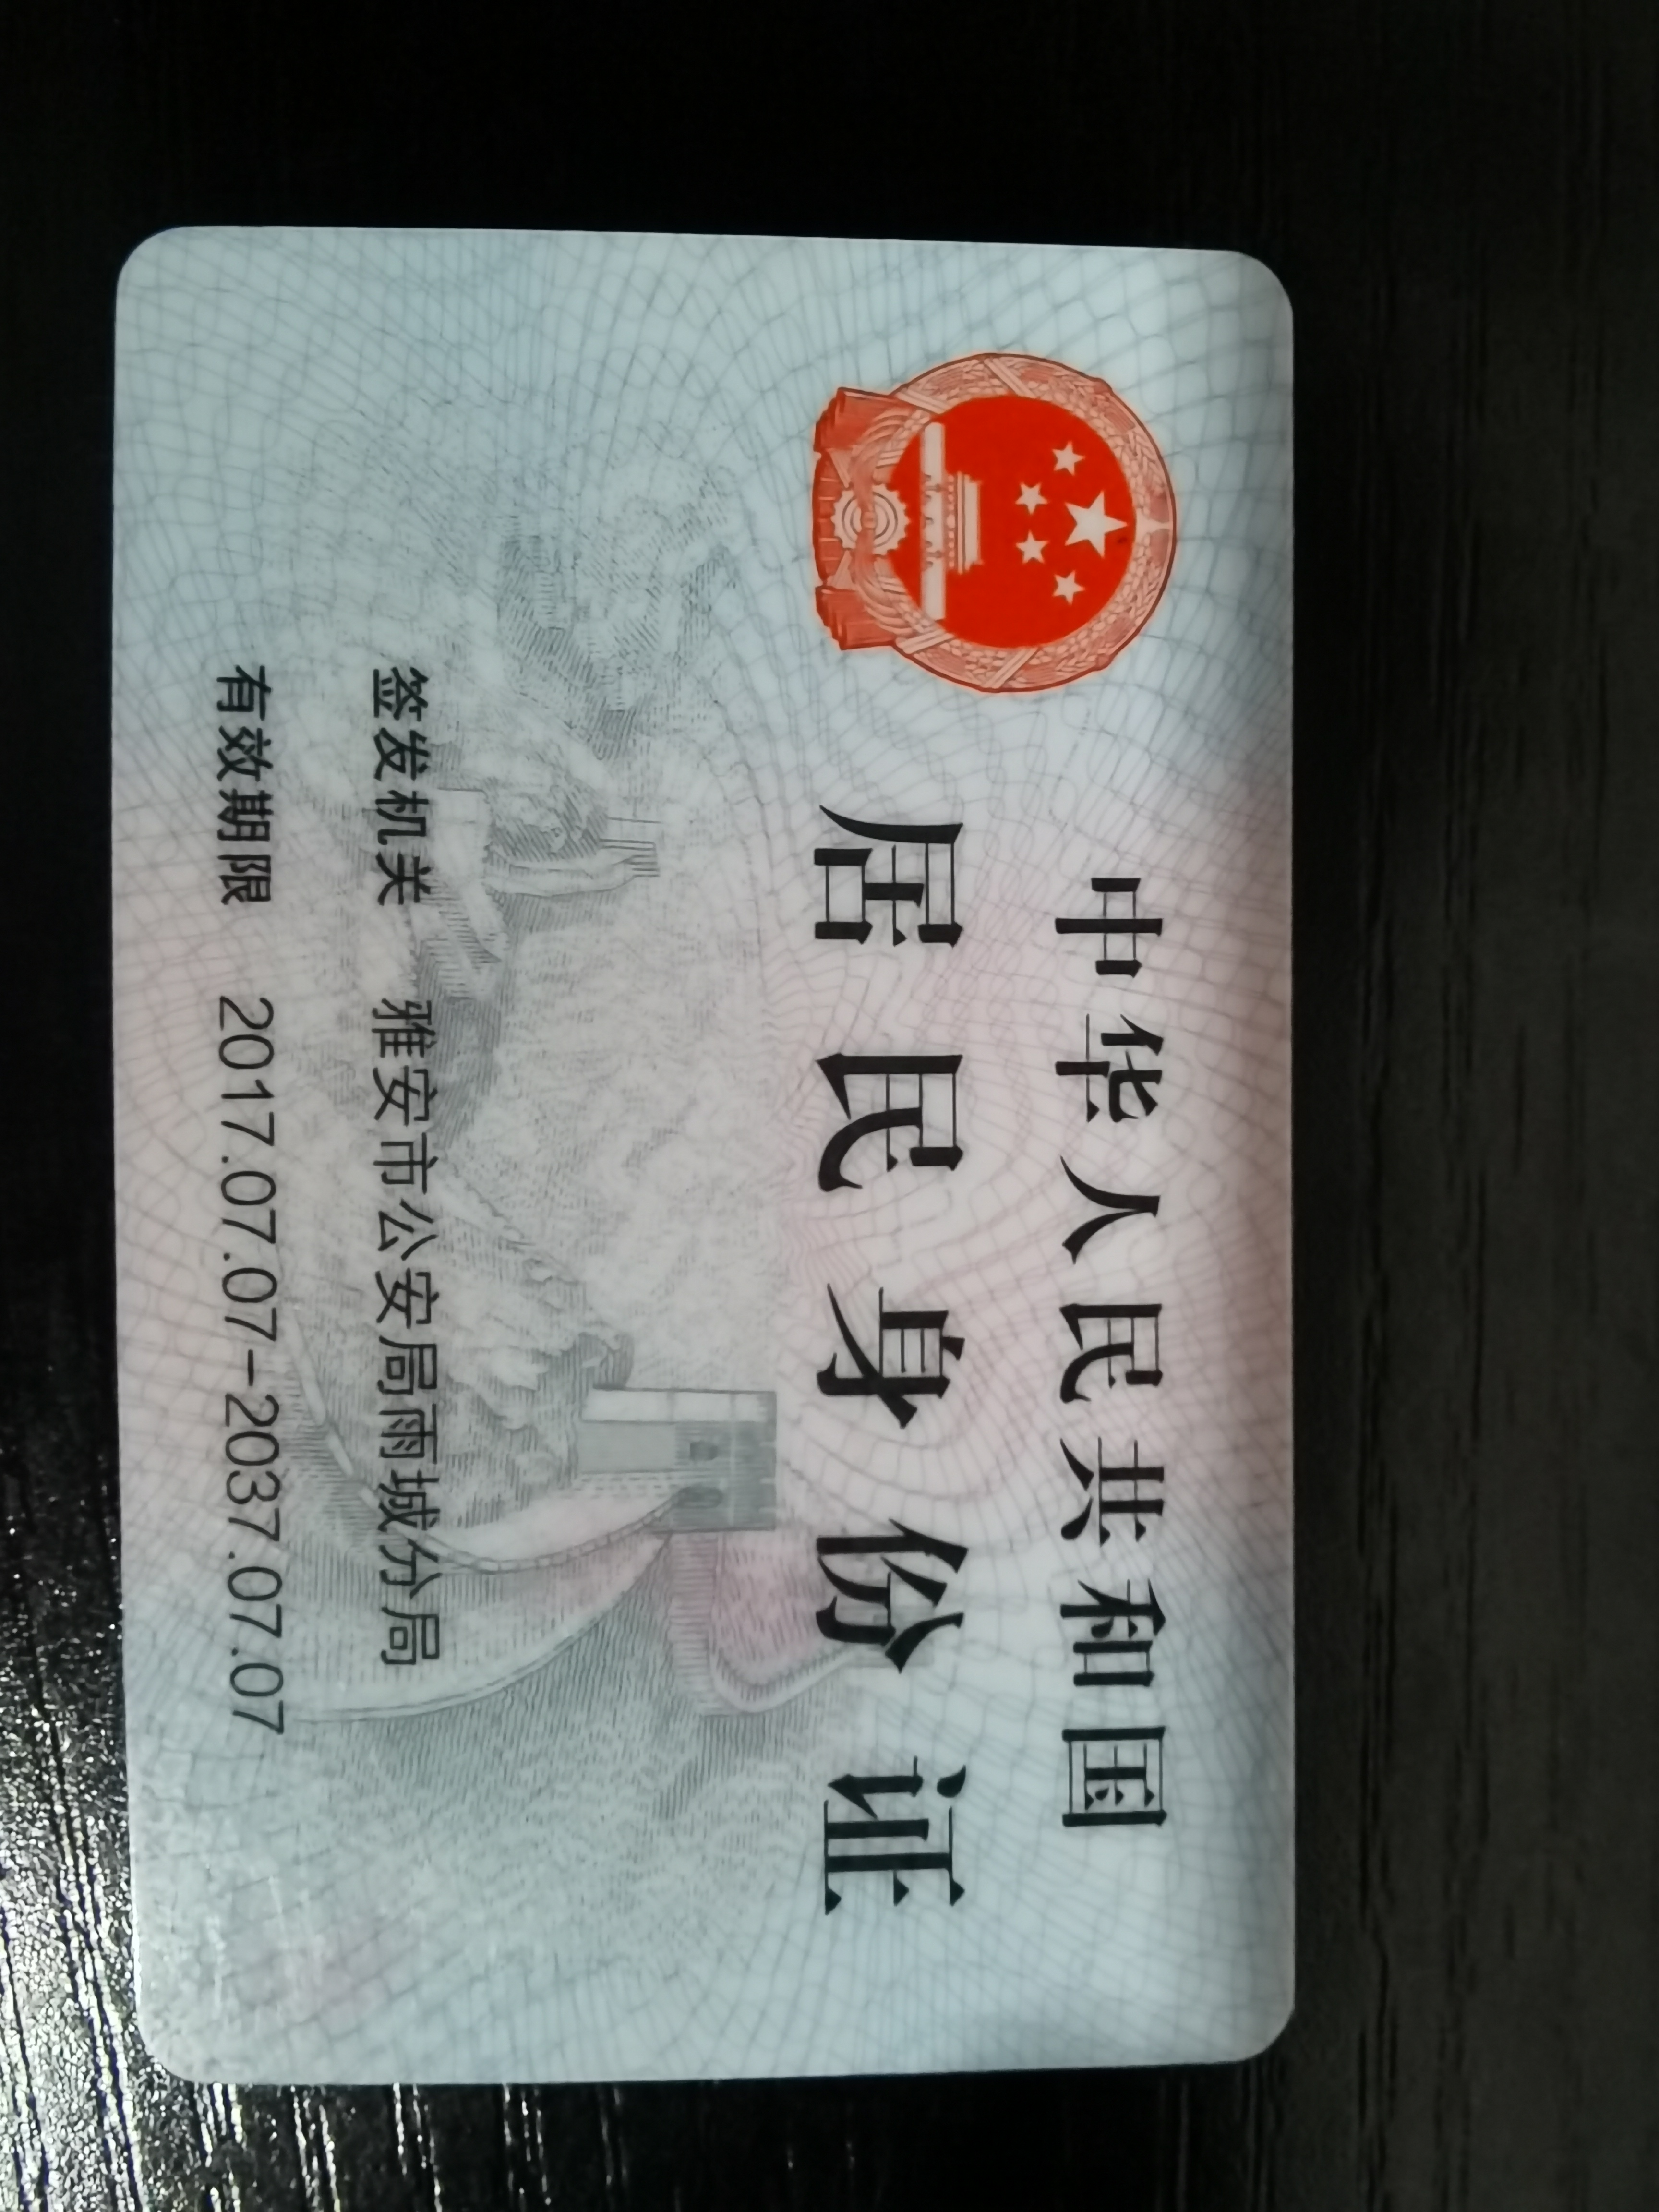 中华人民共和国
居民身份证
签发机关 雅安市公安局雨城分局
有效期限 2017.07.07-2037.07.07